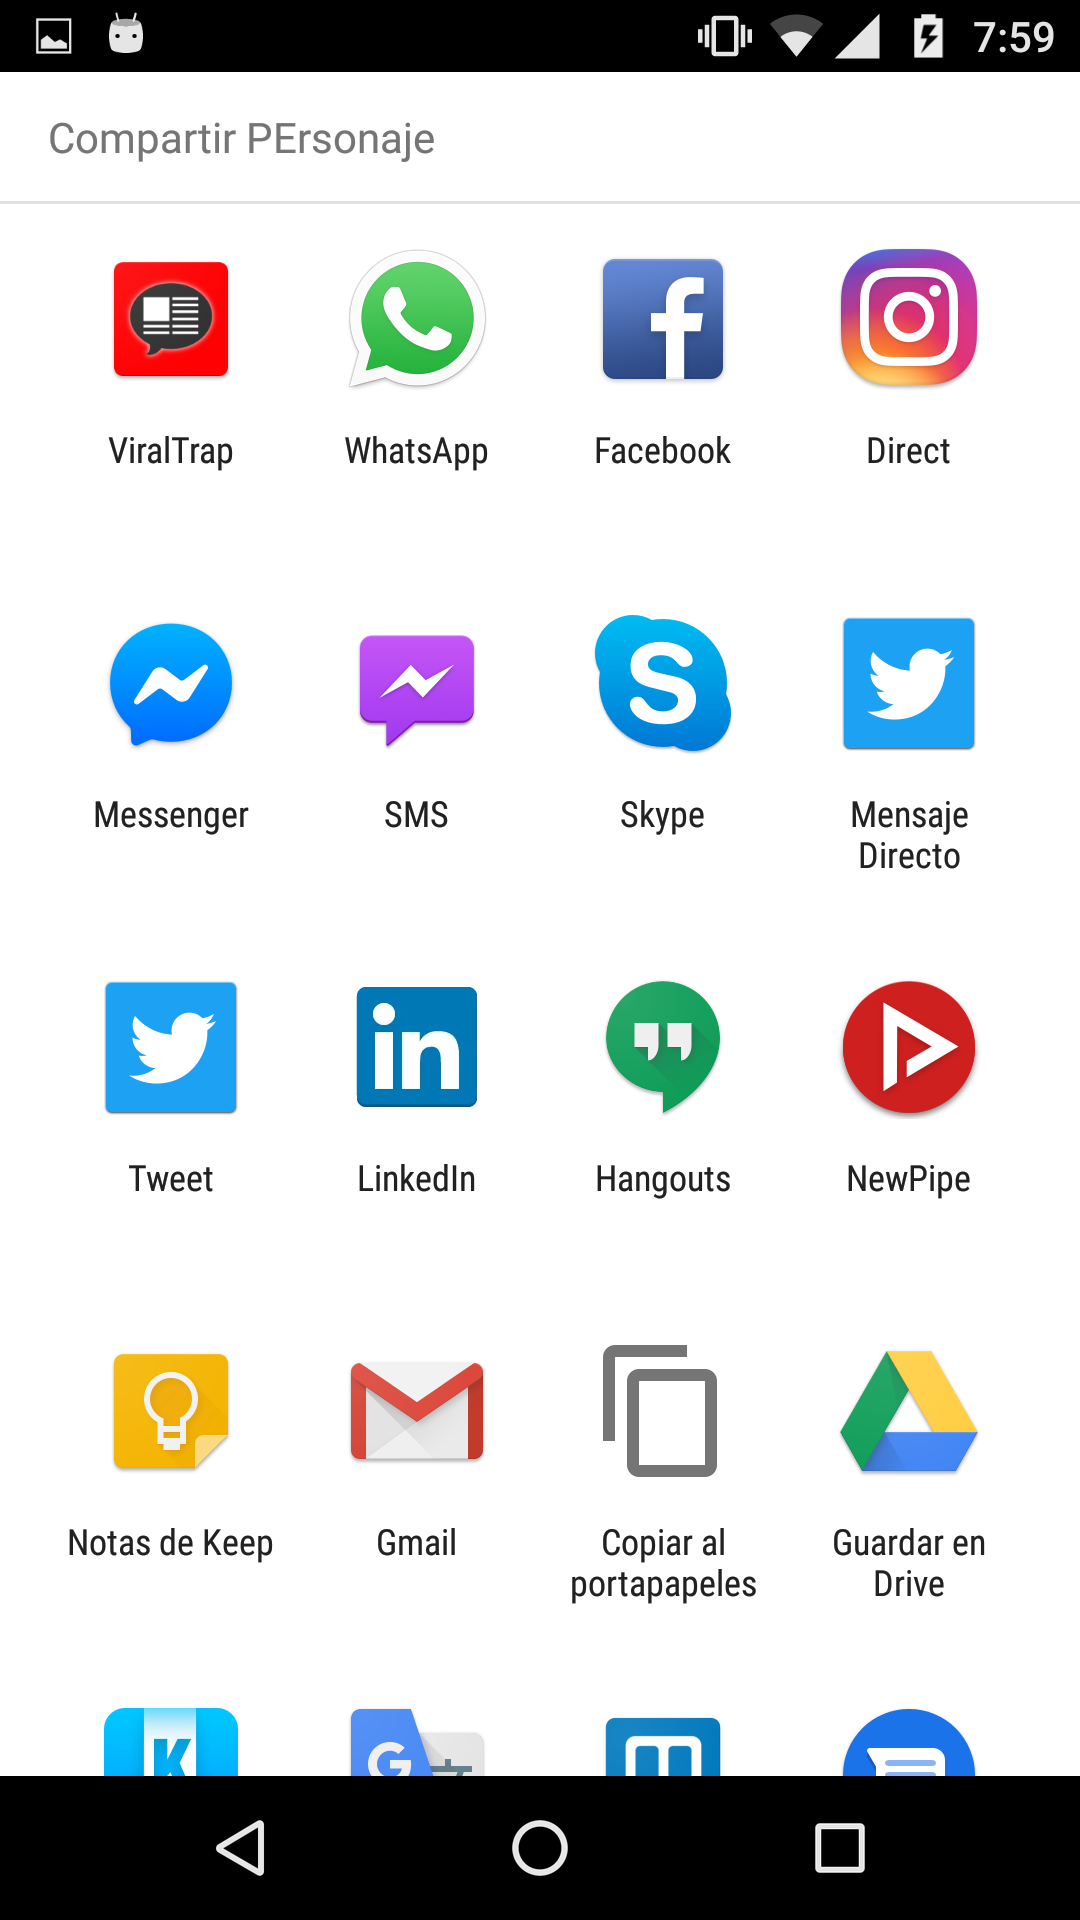 7:59
Compartir PErsonaje
ViralTrap
WhatsApp
Facebook
Direct
Messenger
SMS
Skype
Mensaje
Directo
Tweet
LinkedIn
Hangouts
NewPipe
Notas de Keep
Gmail
Copiar al
portapapeles
Guardar en
Drive